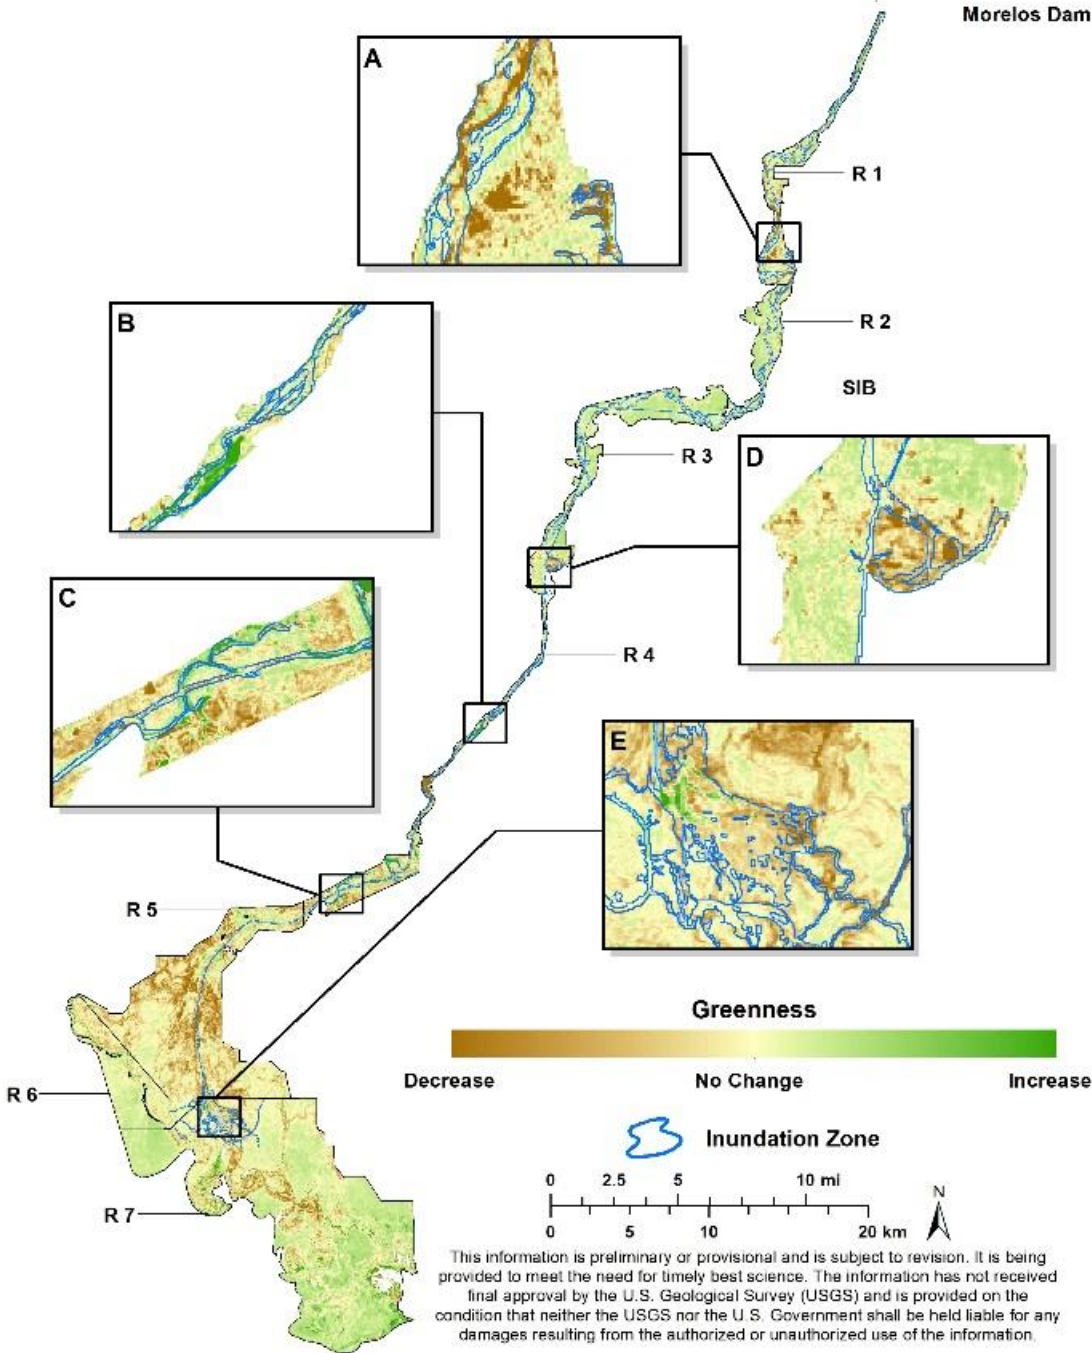 Morelos Dam
A
R 1
B
R 2
SIB
R 3
D
C
R 4
E
R 5
Greenness
Decrease
No Change
Increase
R 6
Inundation Zone
0 2.5 5 10 mi
N
R 7
0 5 10 20 km
This information is preliminary or provisional and is subject to revision. It is being
provided to meet the need for timely best science. The information has not received
final approval by the U.S. Geological Survey (USGS) and is provided on the
condition that neither the USGS nor the U.S. Government shall be held liable for any
damages resulting from the authorized or unauthorized use of the information.